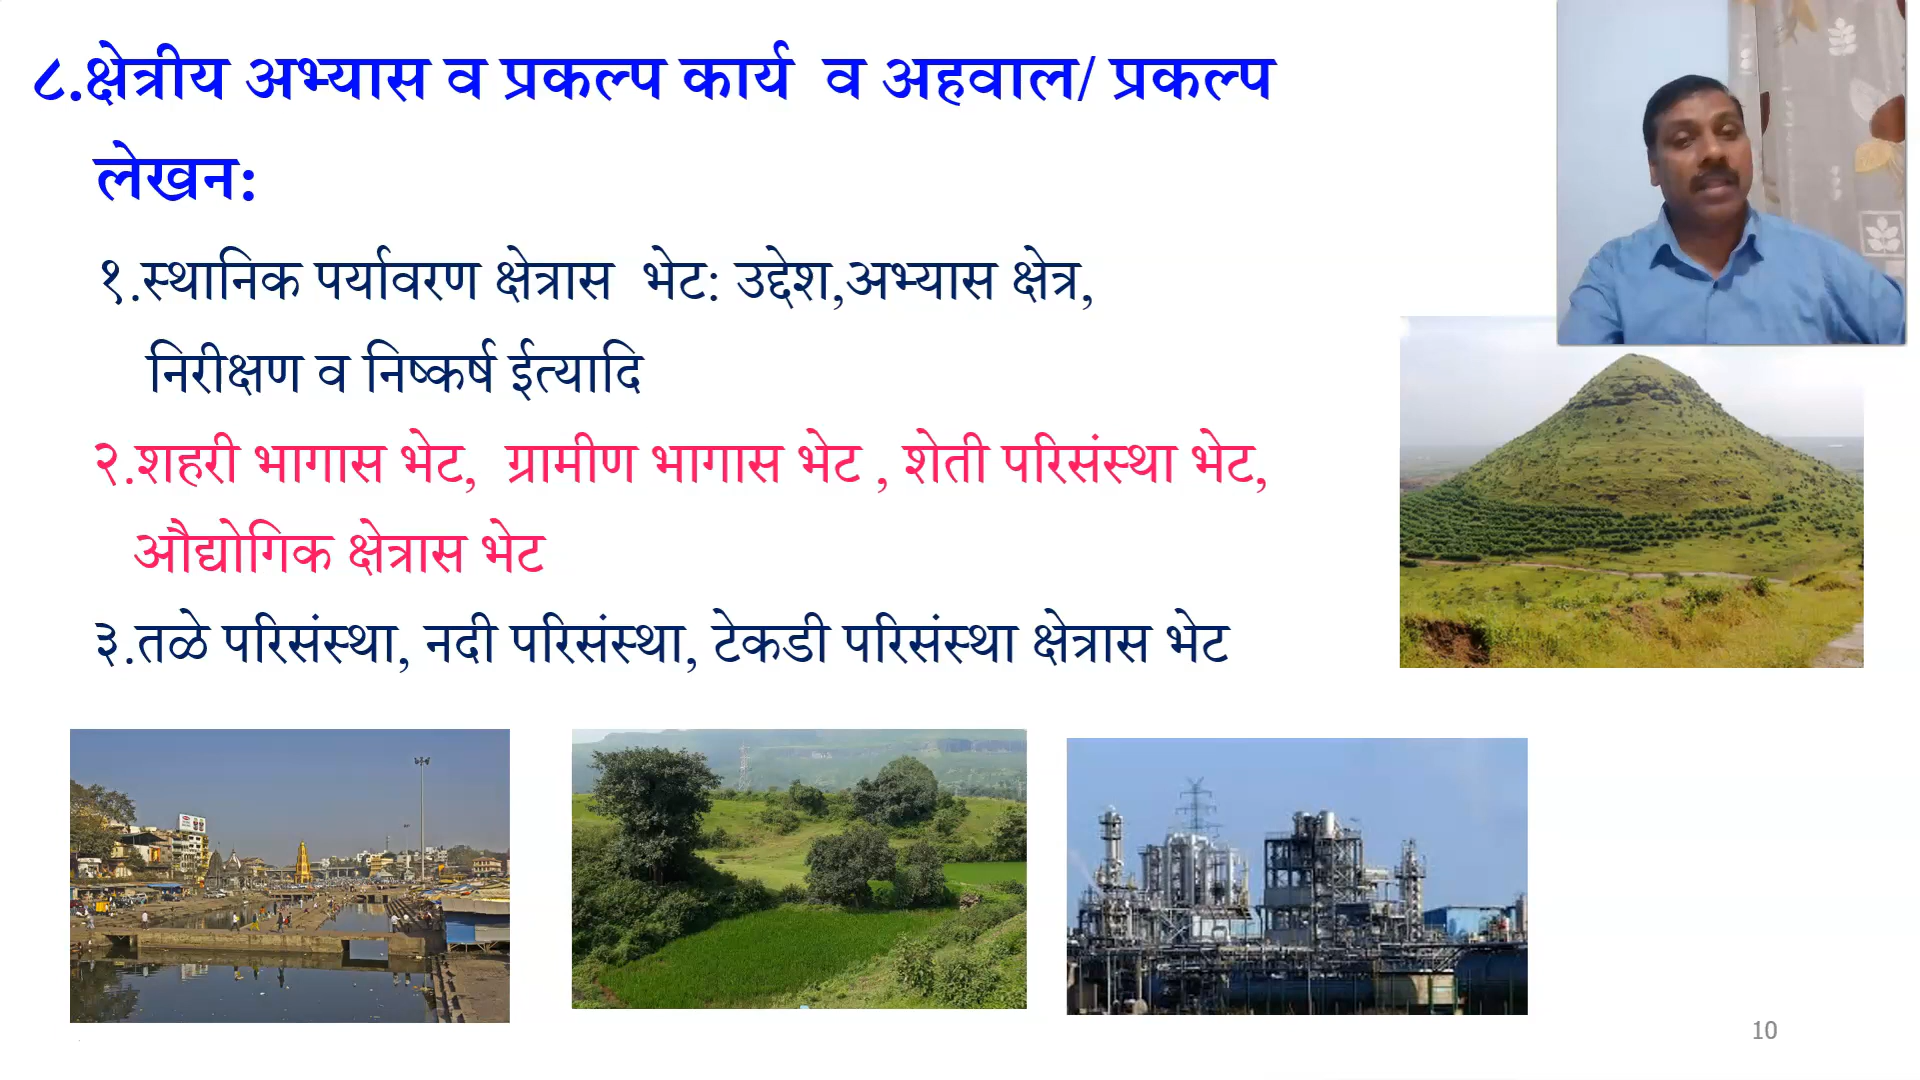 ८.क्षेत्रीय अभ्यास व प्रकल्प कार्य व अहवाल/ प्रकल्प
लेखन:
१.स्थानिक पर्यावरण क्षेत्रास भेट: उद्देश,अभ्यास क्षेत्र,
निरीक्षण व निष्कर्ष ईत्यादि
२.शहरी भागास भेट, ग्रामीण भागास भेट , शेती परिसंस्था भेट,
औद्योगिक क्षेत्रास भेट
३.तळे परिसंस्था, नदी परिसंस्था, टेकडी परिसंस्था क्षेत्रास भेट
10